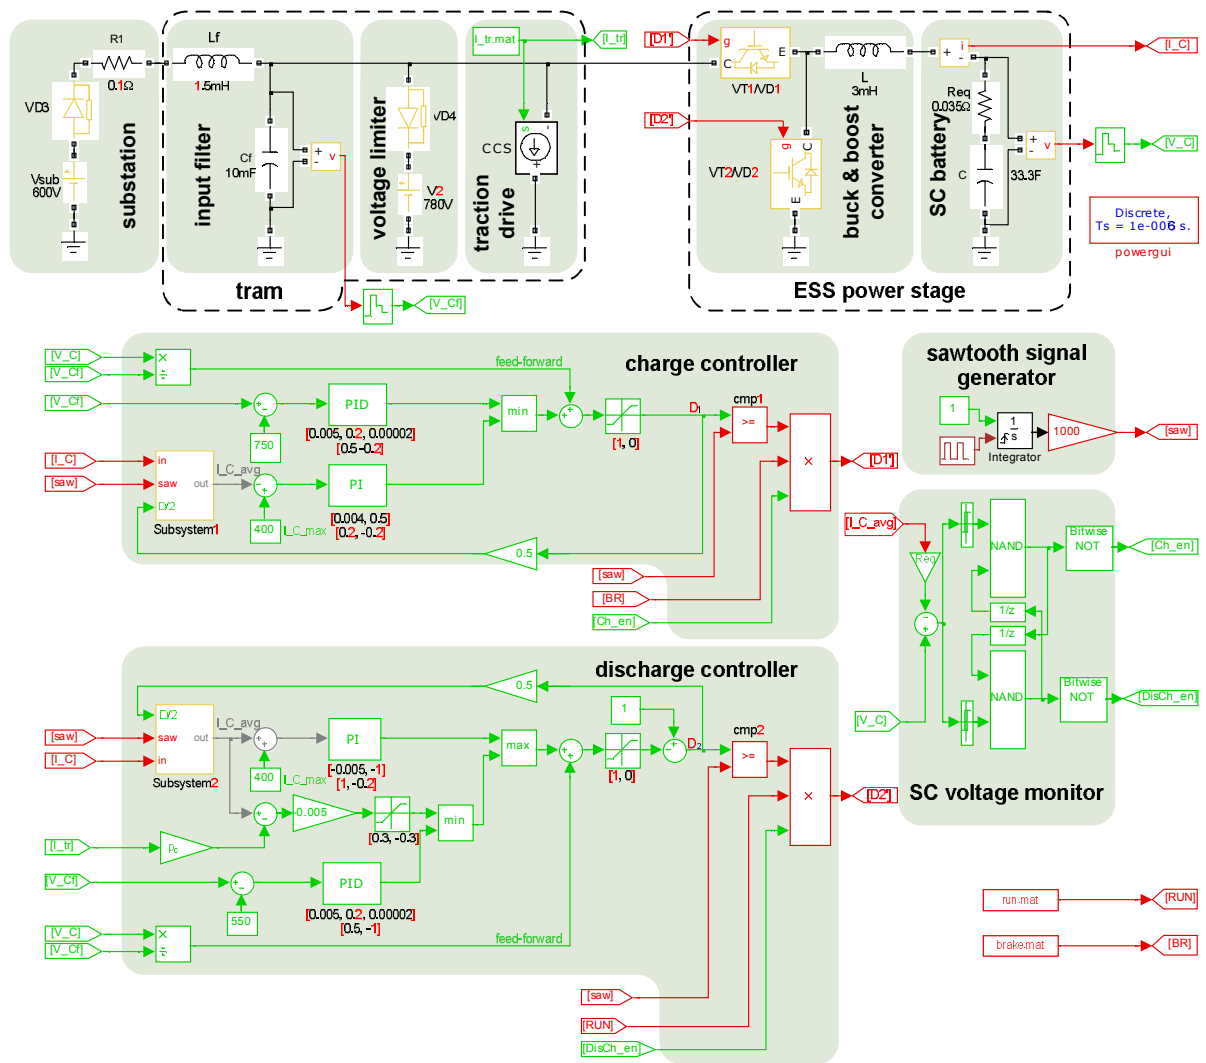 R1
0.1Ω
VD3
Vsub
600V
substation
Lf
1.5mH
Cf
10mF
+
-
v
input filter
tram
[V_Cf]
VD4
V2
780V
voltage limiter
I_tr.mat
[I_tr]
s
-
+
CCS
traction
drive
[D1*]
g
C
E
VT1/VD1
[D2*]
g
C
E
VT2/VD2
L
3mH
buck & boost
converter
ESS power stage
+
-
i
[I_C]
Req
0.035Ω
C
33.3F
+
-
v
[V_C]
SC battery
Discrete,
Ts = 1e-006 s.
powergui
charge controller
[V_C]
[V_Cf]
×
÷
feed-forward
[V_Cf]
+
-
750
PID
[0.005, 0.2, 0.00002]
[0.5 -0.2]
min
+
+
[1, 0]
D1
cmp1
>=
×
[D1*]
[I_C]
[saw]
in
saw
D/2
out
Subsystem1
I_C_avg
+
-
400
I_C_max
PI
[0.004, 0.5]
[0.2, -0.2]
0.5
[saw]
[BR]
[Ch_en]
sawtooth signal
generator
1
1
s
Integrator
1000
[saw]
[I_C_avg]
Req
-
+
[V_C]
NAND
1/z
1/z
NAND
Bitwise
NOT
[Ch_en]
Bitwise
NOT
[DisCh_en]
SC voltage monitor
discharge controller
0.5
1
[saw]
[I_C]
D/2
saw
in
out
Subsystem2
I_C_avg
+
+
400
I_C_max
PI
[-0.005, -1]
[1, -0.2]
max
+
+
[1, 0]
+
-
D2
cmp2
>=
×
[D2*]
+
-
-0.005
[0.3, -0.3]
min
[I_tr]
pc
[V_Cf]
+
-
550
PID
[0.005, 0.2, 0.00002]
[0.5, -1]
[V_C]
[V_Cf]
×
÷
feed-forward
[saw]
[RUN]
[DisCh_en]
run.mat
[RUN]
brake.mat
[BR]